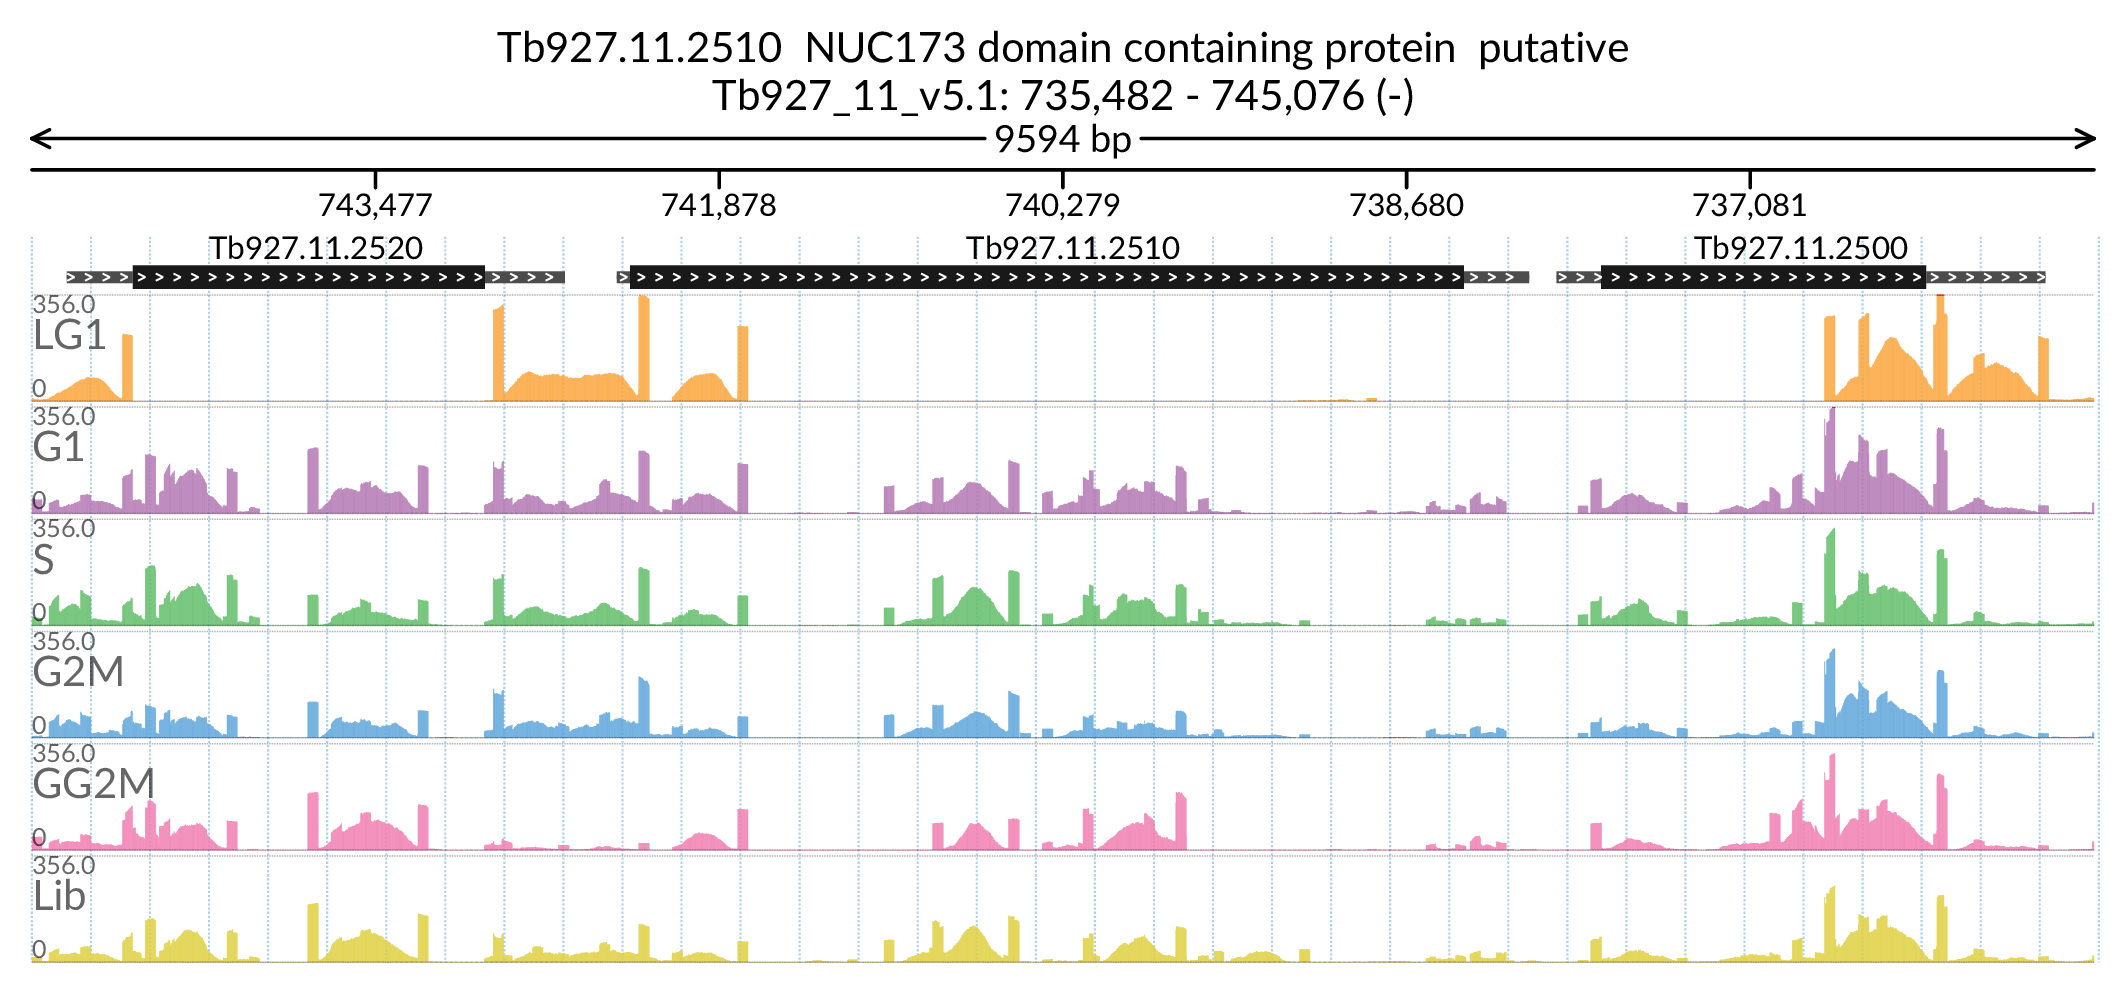 Tb927.11.2510 NUC173 domain containing protein putative
Tb927_11_v5.1: 735,482 - 745,076 (-)
9594 bp
743,477 741,878 740,279 738,680 737,081
Tb927.11.2520 Tb927.11.2510 Tb927.11.2500
356.0
LG1
0
356.0
G1
0
356.0
S
0
356.0
G2M
0
356.0
GG2M
0
356.0
Lib
0